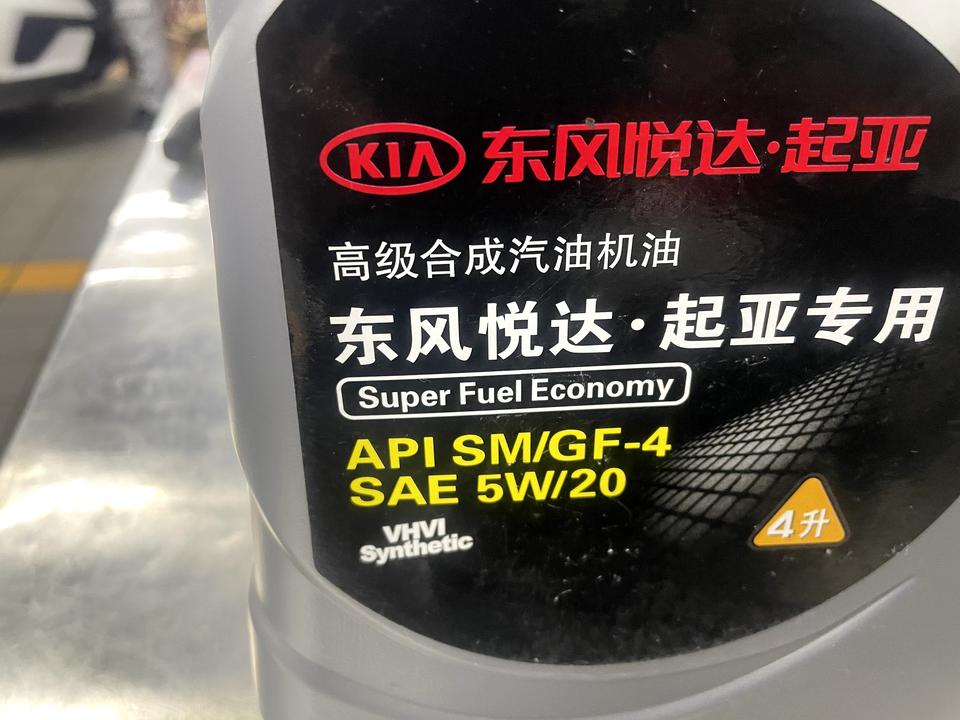 KIA 东风悦达·起亚
高级合成汽油机油
东风悦达·起亚专用
Super Fuel Economy
API SM/GF-4
SAE 5W/20
VHVI
Synthetic
4升